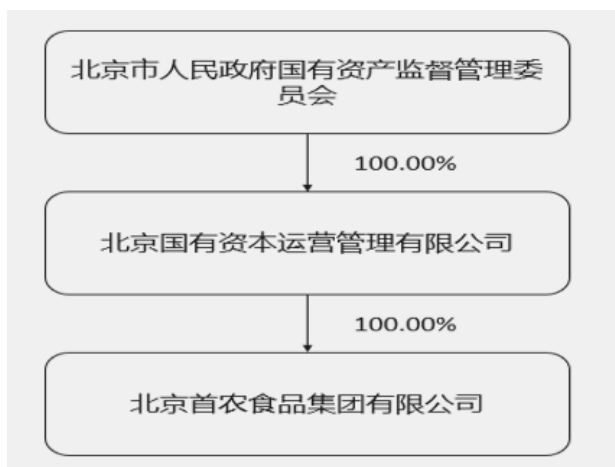 北京市人民政府国有资产监督管理委
员会
100.00%
北京国有资本运营管理有限公司
100.00%
北京首农食品集团有限公司